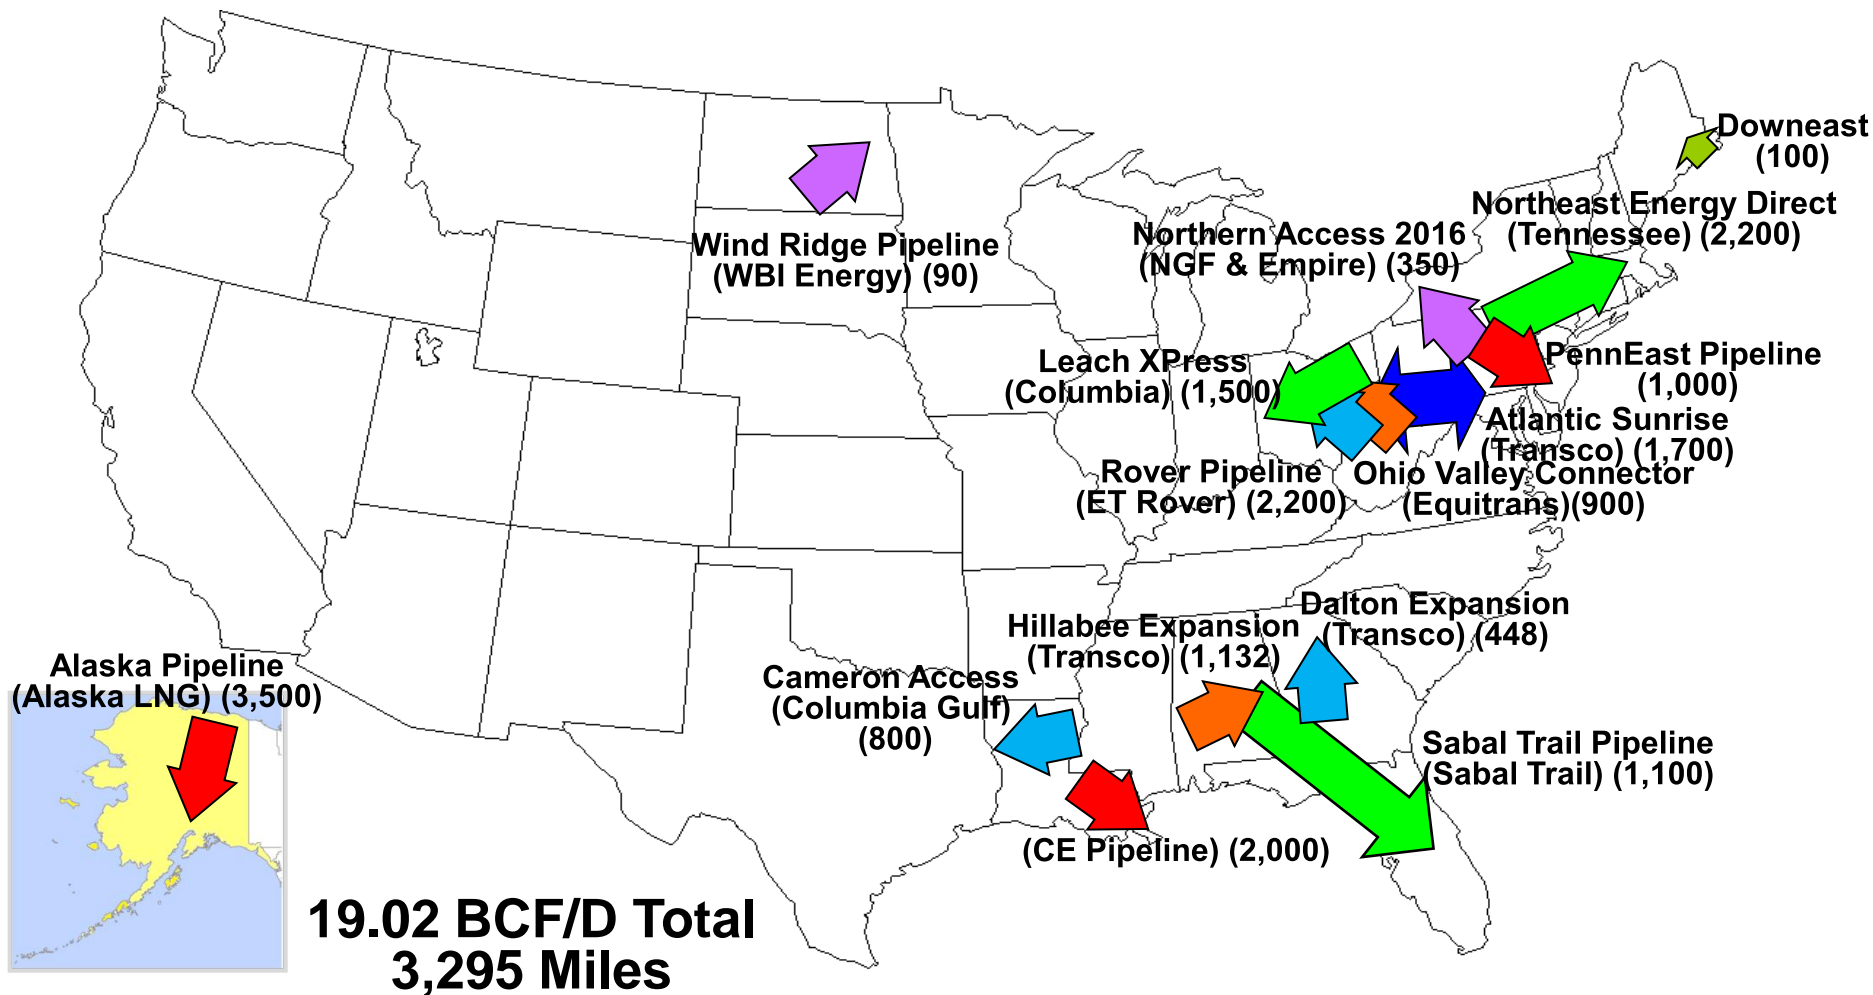 Downeast
(100)
Northeast Energy Direct
(Tennessee) (2,200)
Northern Access 2016
(NGF & Empire) (350)
Wind Ridge Pipeline
(WBI Energy) (90)
Leach XPress
(Columbia) (1,500)
PennEast Pipeline
(1,000)
Atlantic Sunrise
(Transco) (1,700)
Rover Pipeline
(ET Rover) (2,200)
Ohio Valley Connector
(Equitrans)(900)
Dalton Expansion
(Transco) (448)
Hillabee Expansion
(Transco) (1,132)
Cameron Access
(Columbia Gulf)
(800)
Alaska Pipeline
(Alaska LNG) (3,500)
Sabal Trail Pipeline
(Sabal Trail) (1,100)
(CE Pipeline) (2,000)
19.02 BCF/D Total
3,295 Miles